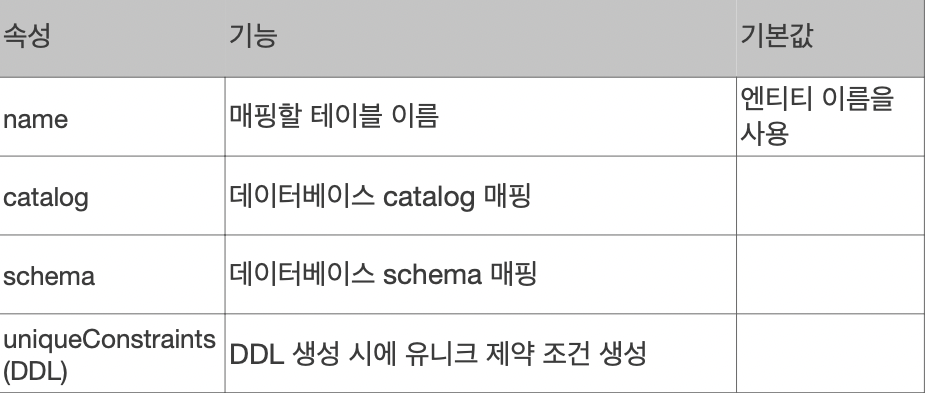 속성 기능 기본값
name 매핑할 테이블 이름 엔티티 이름을
사용
catalog 데이터베이스 catalog 매핑
schema 데이터베이스 schema 매핑
uniqueConstraints
(DDL) DDL 생성 시에 유니크 제약 조건 생성